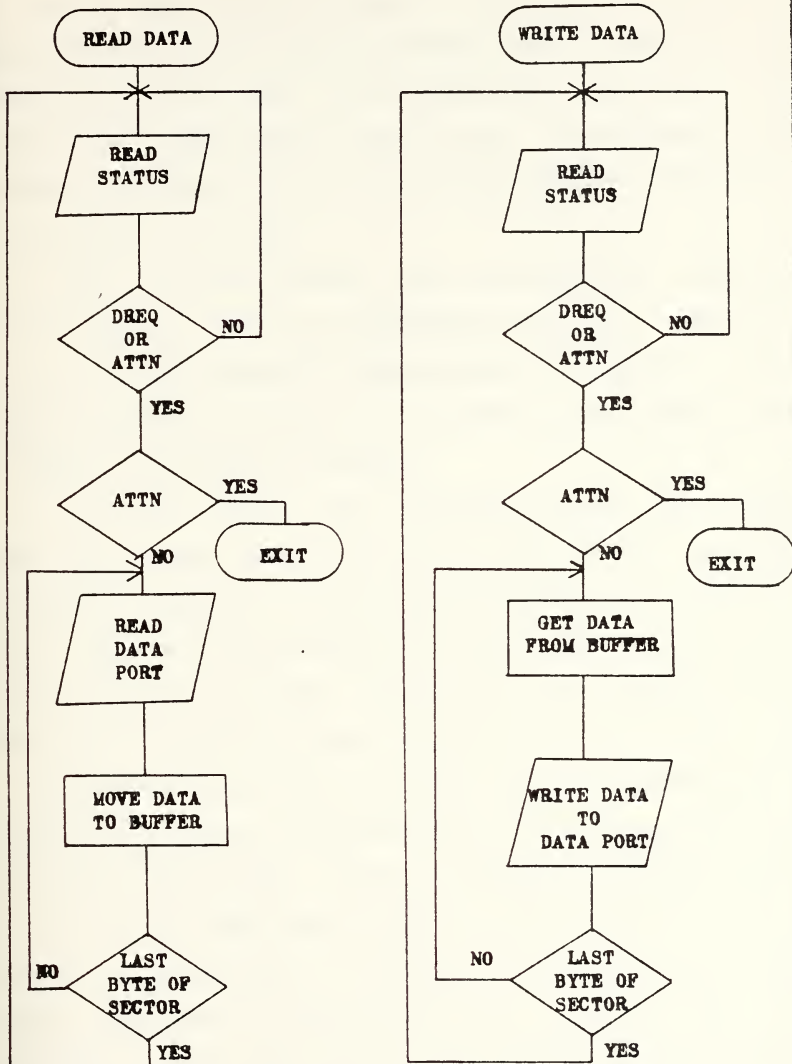 READ DATA
READ
STATUS
DREQ
OR
ATTN
NO
YES
ATTN
YES
EXIT
NO
READ
DATA
PORT
MOVE DATA
TO BUFFER
LAST
BYTE OF
SECTOR
NO
YES
WRITE DATA
READ
STATUS
DREQ
OR
ATTN
NO
YES
ATTN
YES
EXIT
NO
GET DATA
FROM BUFFER
WRITE DATA
TO
DATA PORT
LAST
BYTE OF
SECTOR
NO
YES